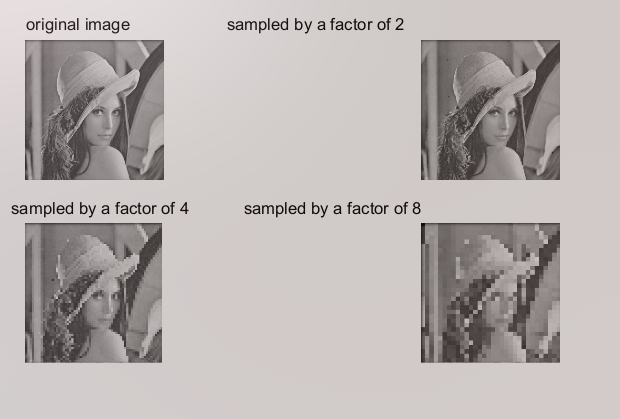 original image
sampled by a factor of 2
sampled by a factor of 4
sampled by a factor of 8